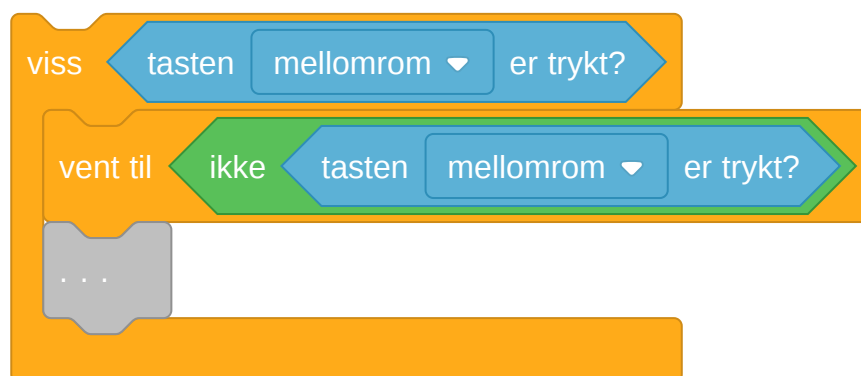 viss tasten mellomrom er trykt?
vent til ikke tasten mellomrom er trykt?
. . .